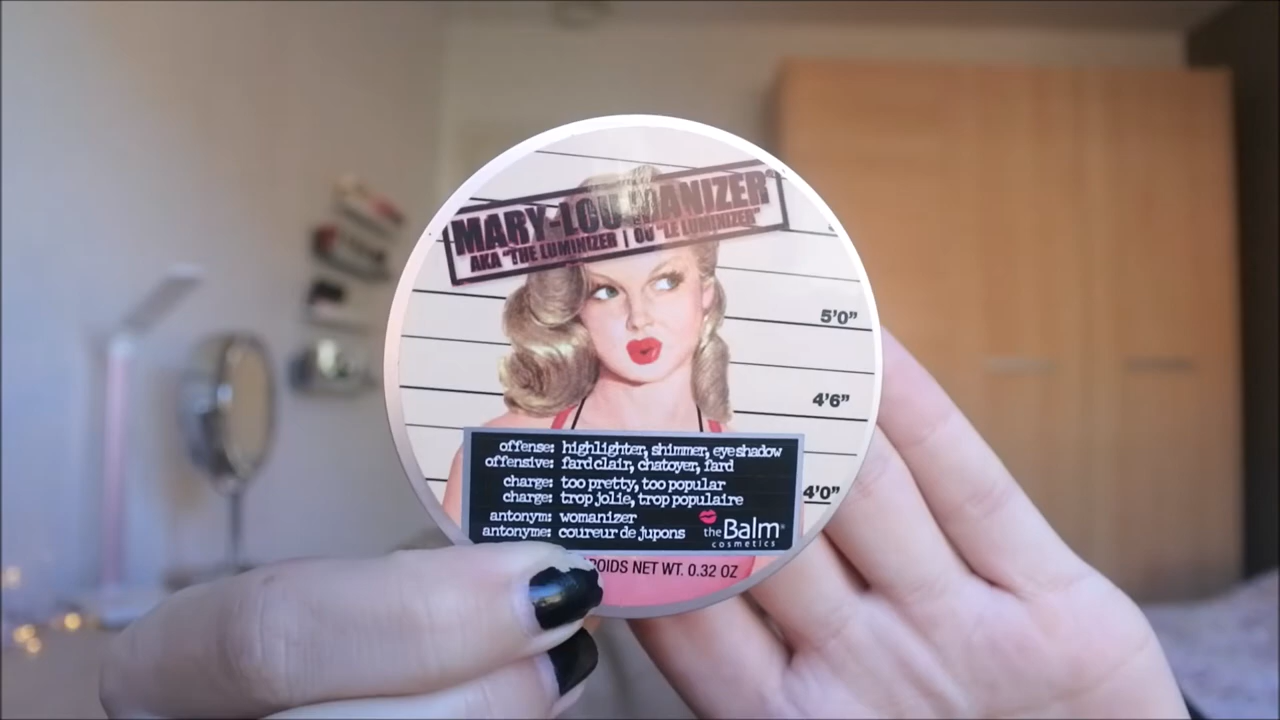 MARY-LOU MANIZER®
AKA "THE LUMINIZER | OU "LE LUMINIZER"
5'0"
4'6"
4'0"
offense: highlighter, shimmer, eyeshadow
offensive: fard clair, chatoyer, fard
charge: too pretty, too popular
charge: trop jolie, trop populaire
antonym: womanizer
antonyme: coureur de jupons
theBalm®
cosmetics
NET WT. 0.32 OZ